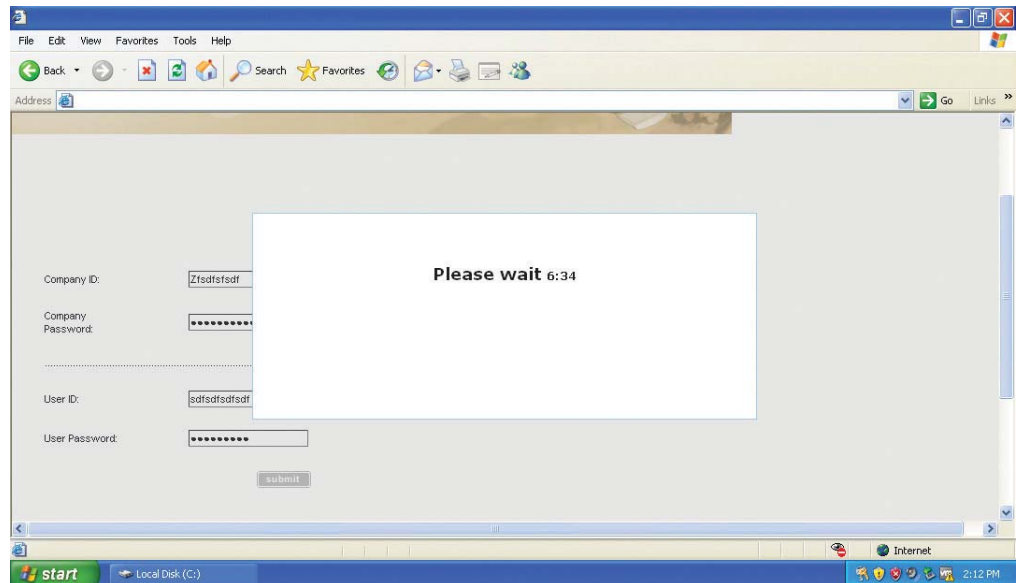 File Edit View Favorites Tools Help
Back Search Favorites
Address Go Links »
Please wait 6:34
Company ID: Zfsdfsfsdf
Company
Password: ••••••••••
User ID: sdfsdfsdfsdf
User Password: •••••••••
submit
Internet
start Local Disk (C:) 2:12 PM